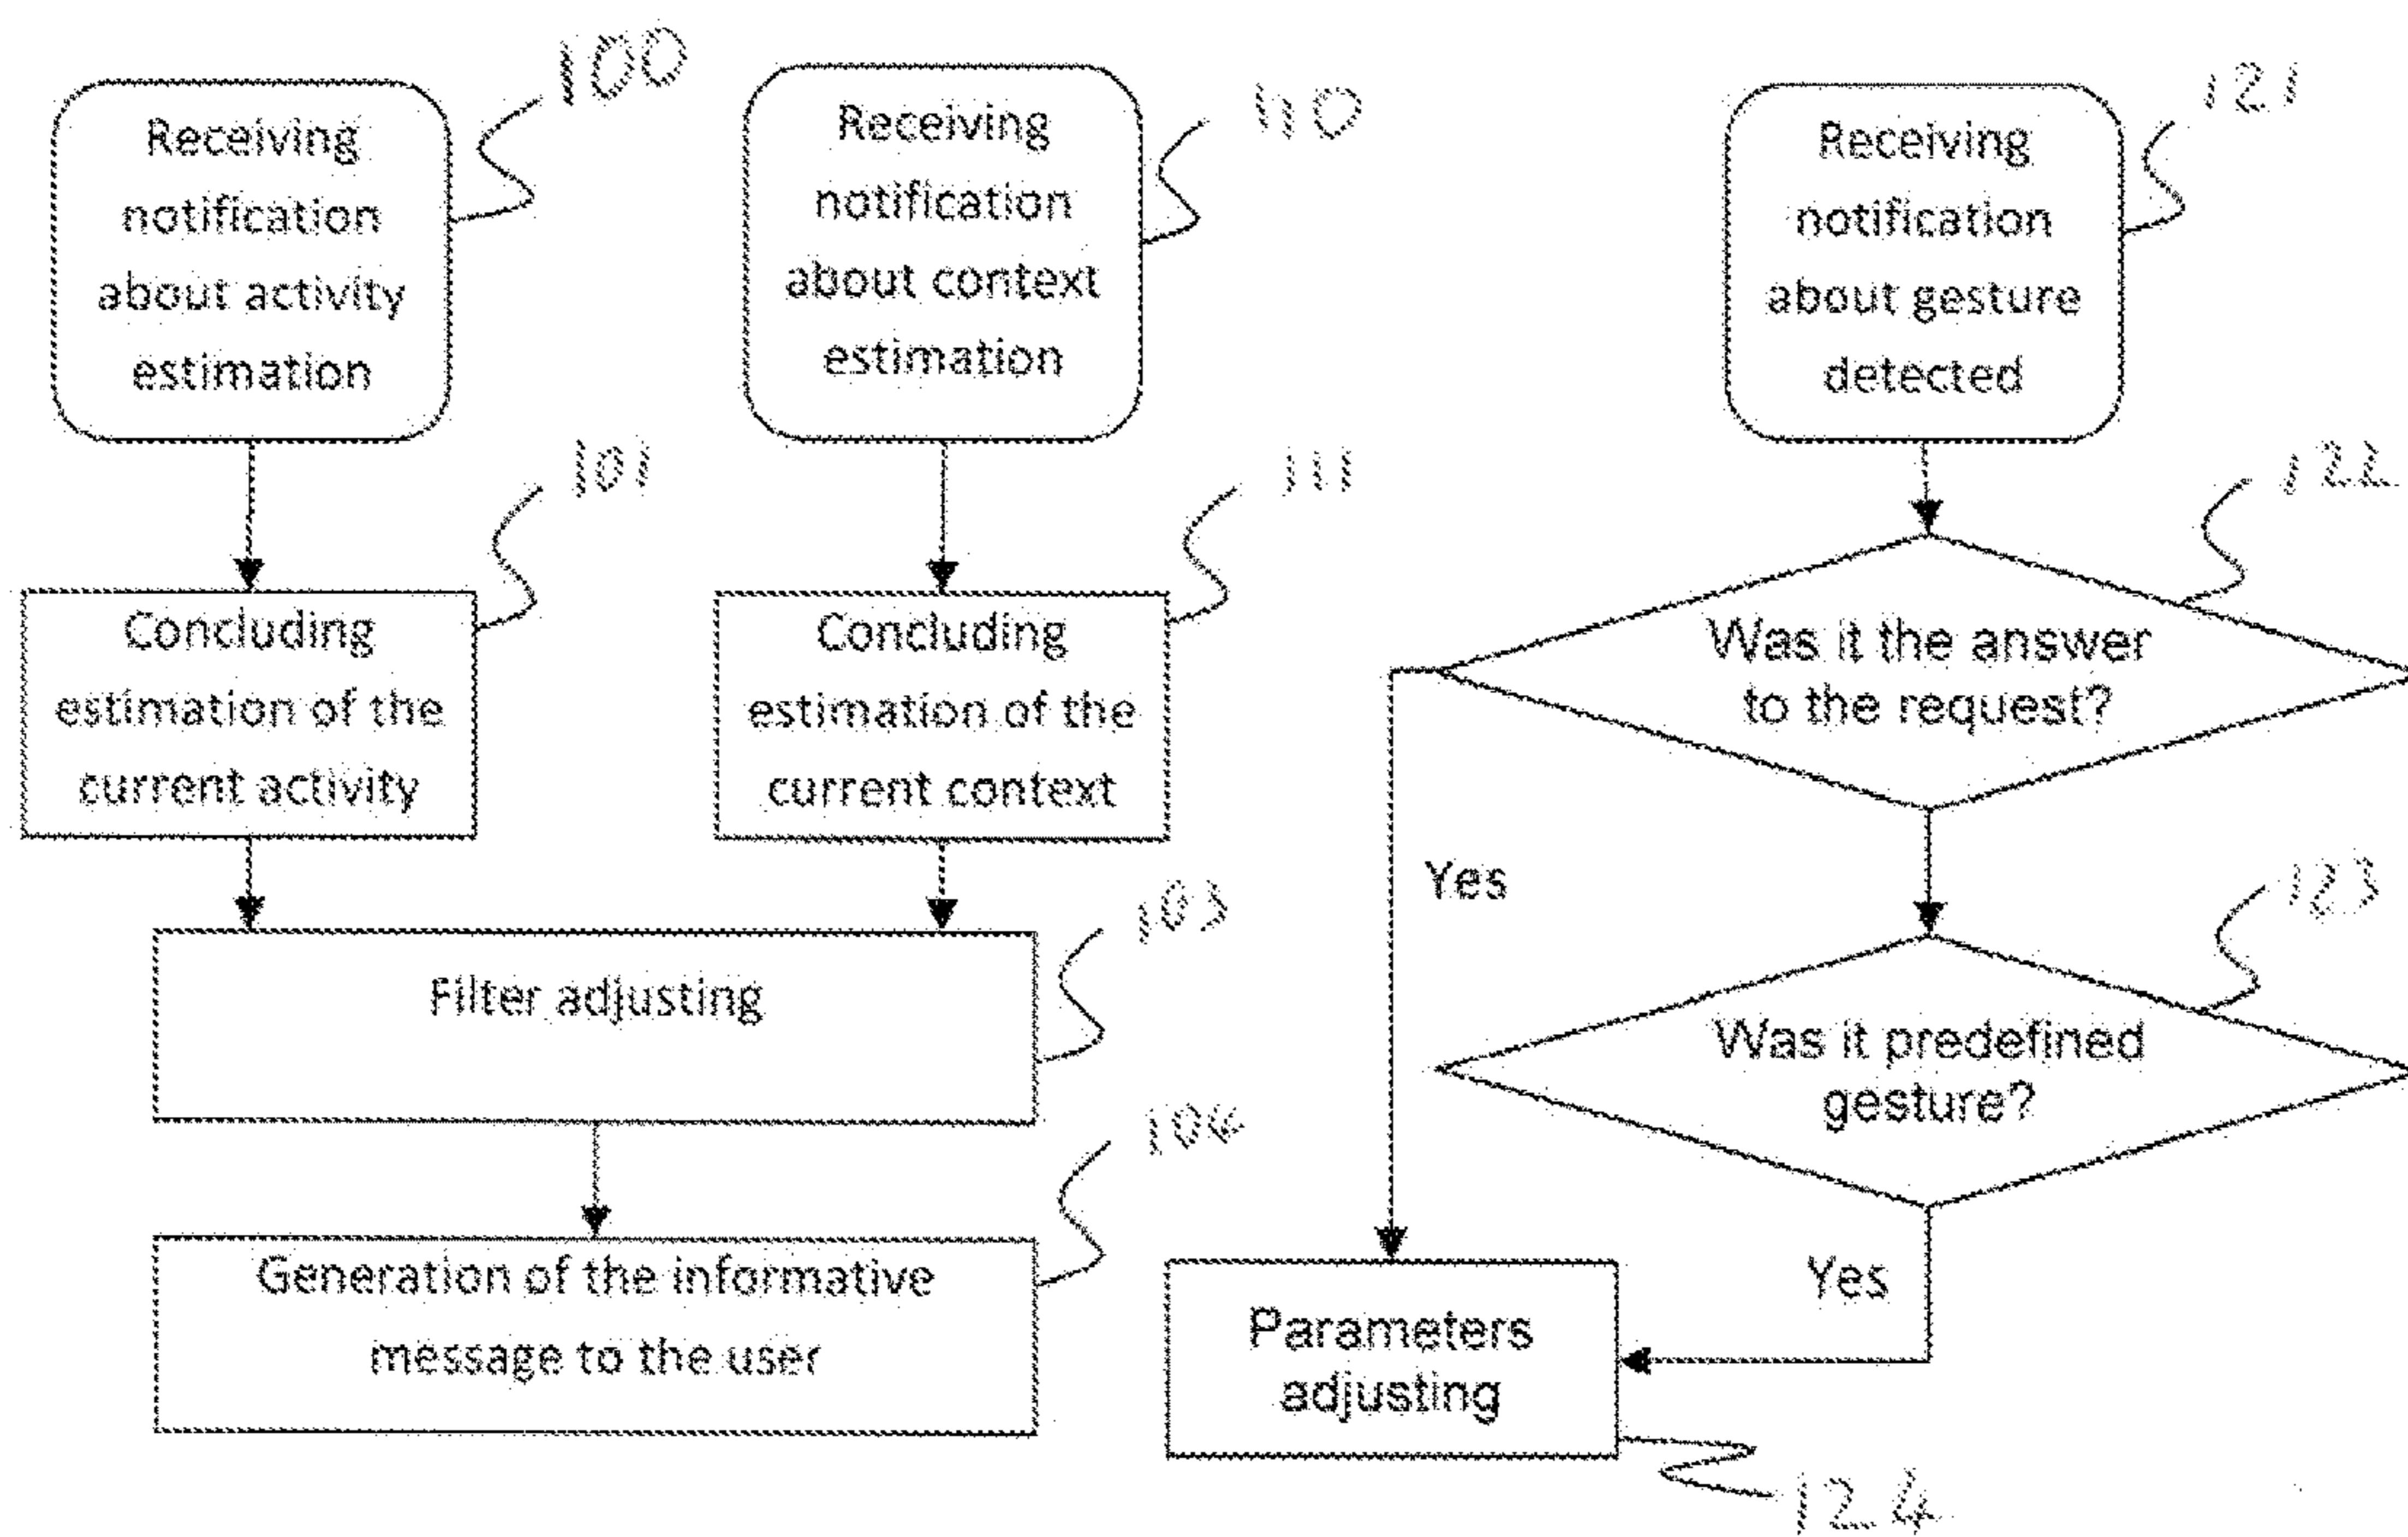 100
Receiving
notification
about activity
estimation
110
Receiving
notification
about context
estimation
121
Receiving
notification
about gesture
detected
101
Concluding
estimation of the
current activity
111
Concluding
estimation of the
current context
122
Was it the answer
to the request?
Yes
103
Filter adjusting
123
Was it predefined
gesture?
Yes
104
Generation of the informative
message to the user
Parameters
adjusting
124